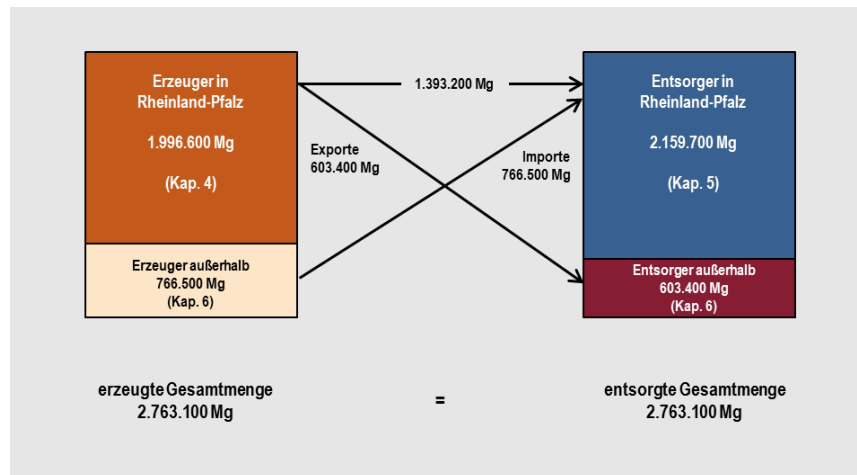 Erzeuger in
Rheinland-Pfalz
1.996.600 Mg
(Kap. 4)
Erzeuger außerhalb
766.500 Mg
(Kap. 6)
1.393.200 Mg
Exporte
603.400 Mg
Importe
766.500 Mg
Entsorger in
Rheinland-Pfalz
2.159.700 Mg
(Kap. 5)
Entsorger außerhalb
603.400 Mg
(Kap. 6)
erzeugte Gesamtmenge
2.763.100 Mg
=
entsorgte Gesamtmenge
2.763.100 Mg